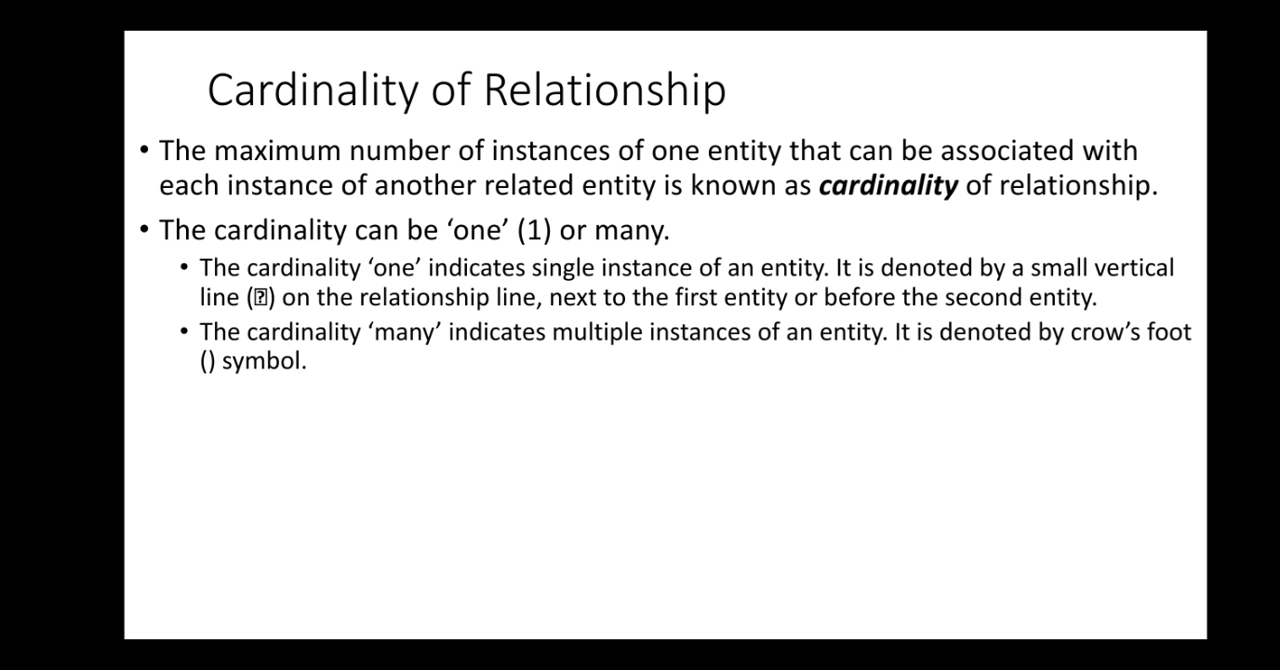 Cardinality of Relationship
• The maximum number of instances of one entity that can be associated with
each instance of another related entity is known as cardinality of relationship.
• The cardinality can be ‘one’ (1) or many.
• The cardinality ‘one’ indicates single instance of an entity. It is denoted by a small vertical
line (⍰) on the relationship line, next to the first entity or before the second entity.
• The cardinality ‘many’ indicates multiple instances of an entity. It is denoted by crow’s foot
() symbol.